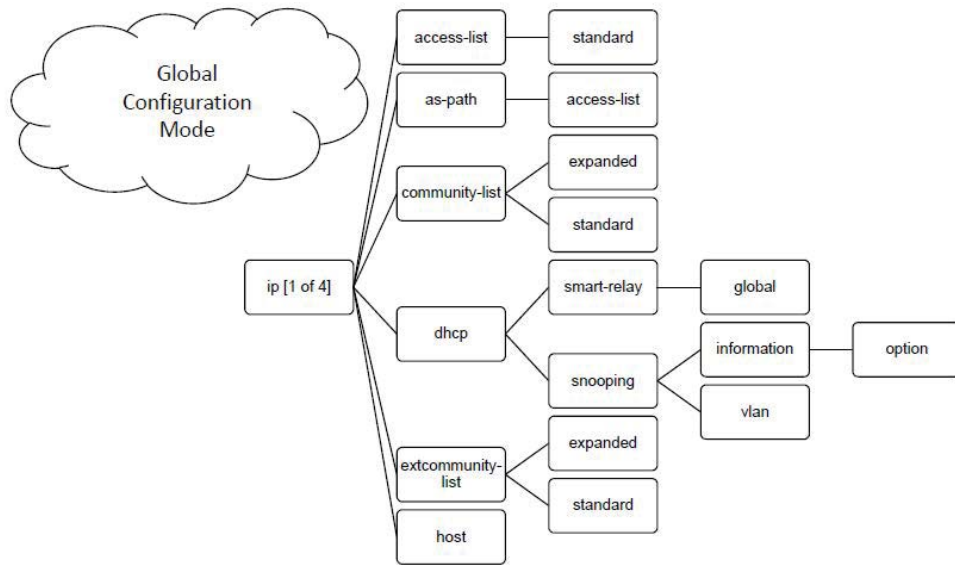 Global
Configuration
Mode
access-list
standard
as-path
access-list
community-list
expanded
standard
ip [1 of 4]
dhcp
smart-relay
global
snooping
information
option
vlan
extcommunity-
list
expanded
standard
host